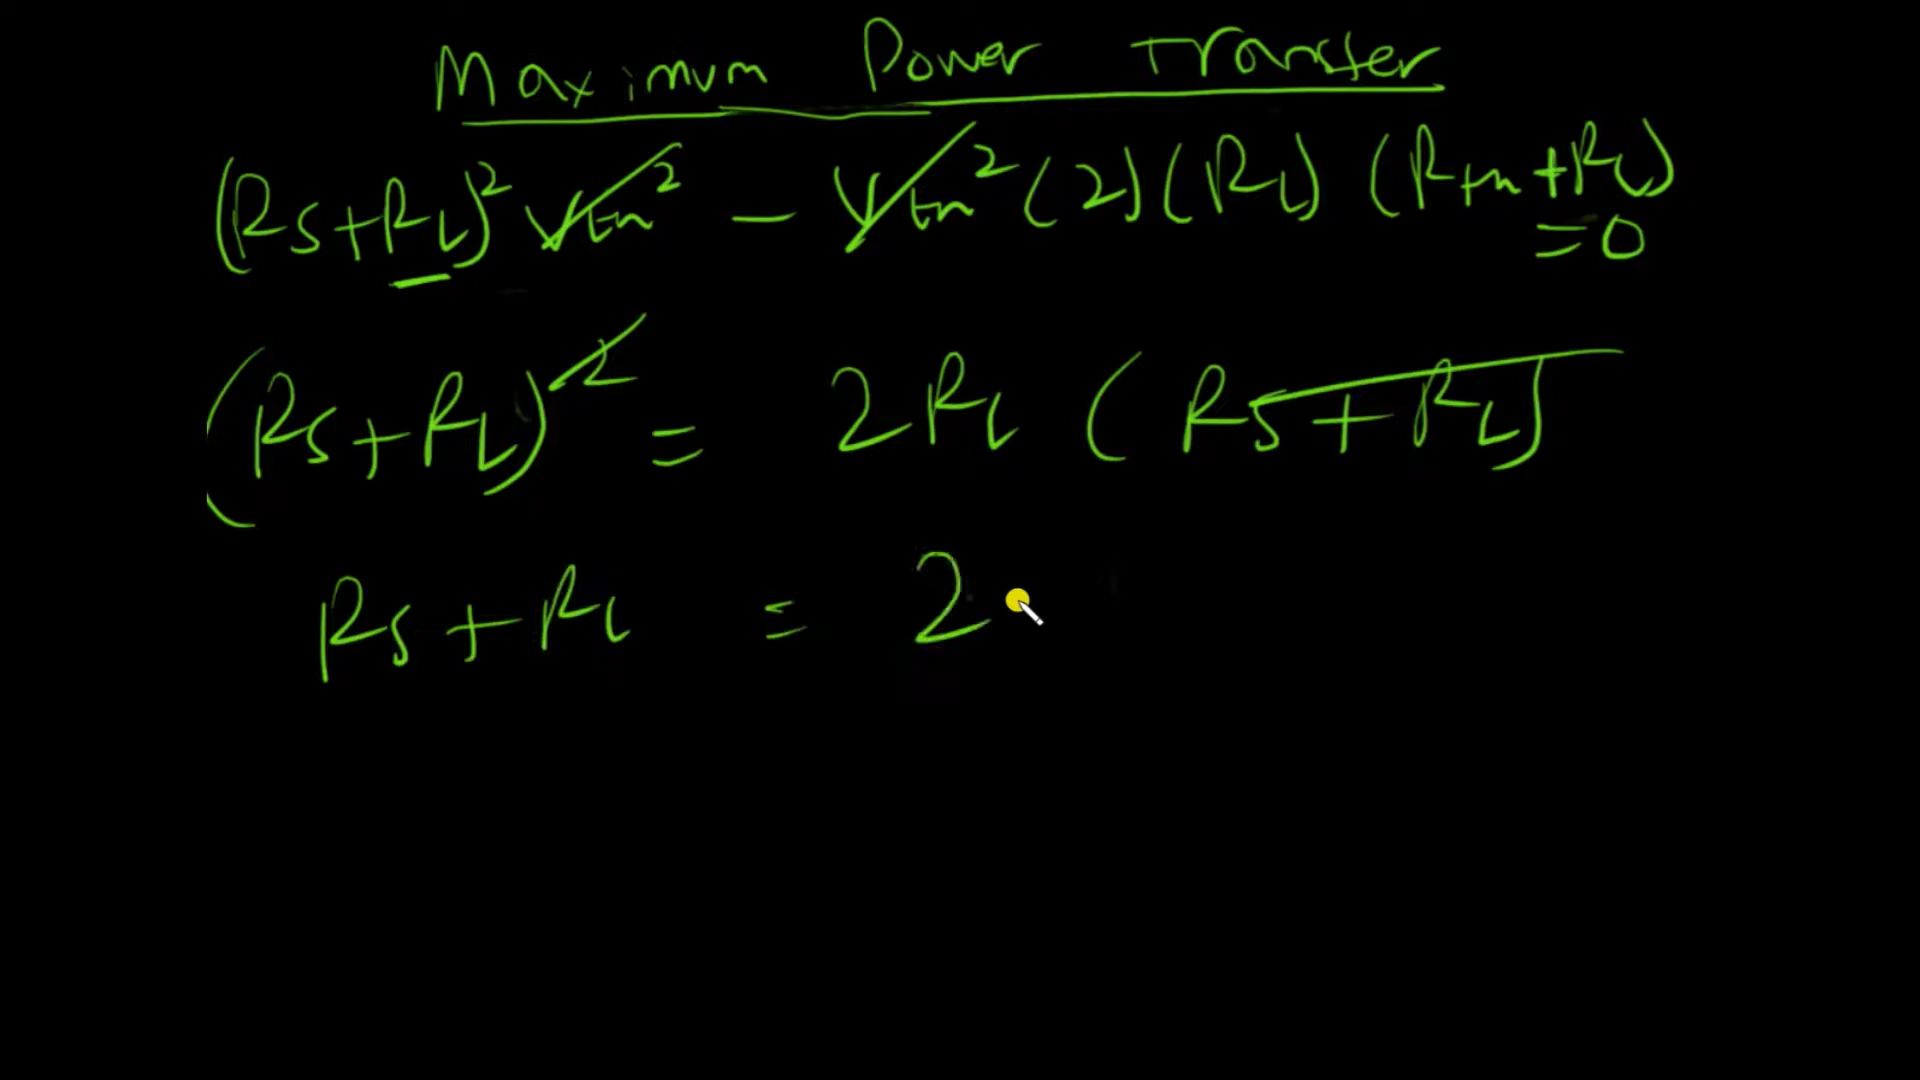 Maximum Power Transfer
(Rs+RL)² Vth² - Vth² (2)(RL) (Rth+RL)
=0
(Rs+RL)² = 2RL (Rs+RL)
Rs+RL = 2